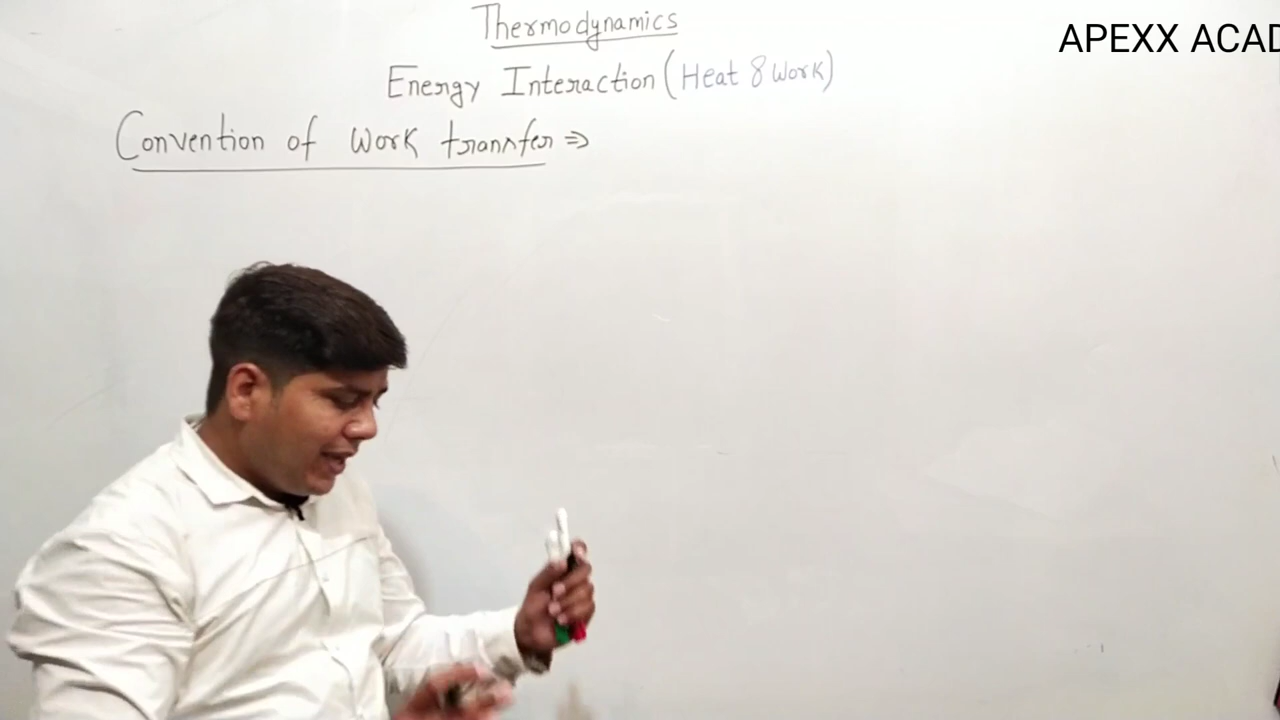 Thermodynamics
APEXX ACAD
Energy Interaction (Heat & Work)
Convention of work transfer ⇒